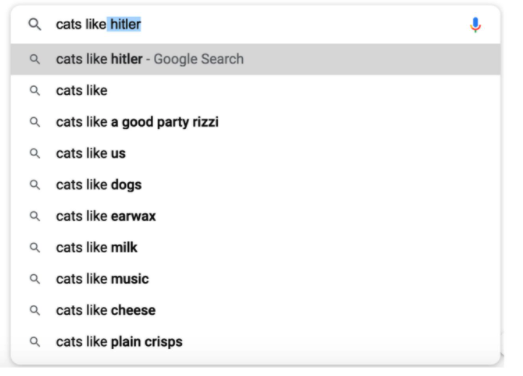 cats like hitler
cats like hitler - Google Search
cats like
cats like a good party rizzi
cats like us
cats like dogs
cats like earwax
cats like milk
cats like music
cats like cheese
cats like plain crisps